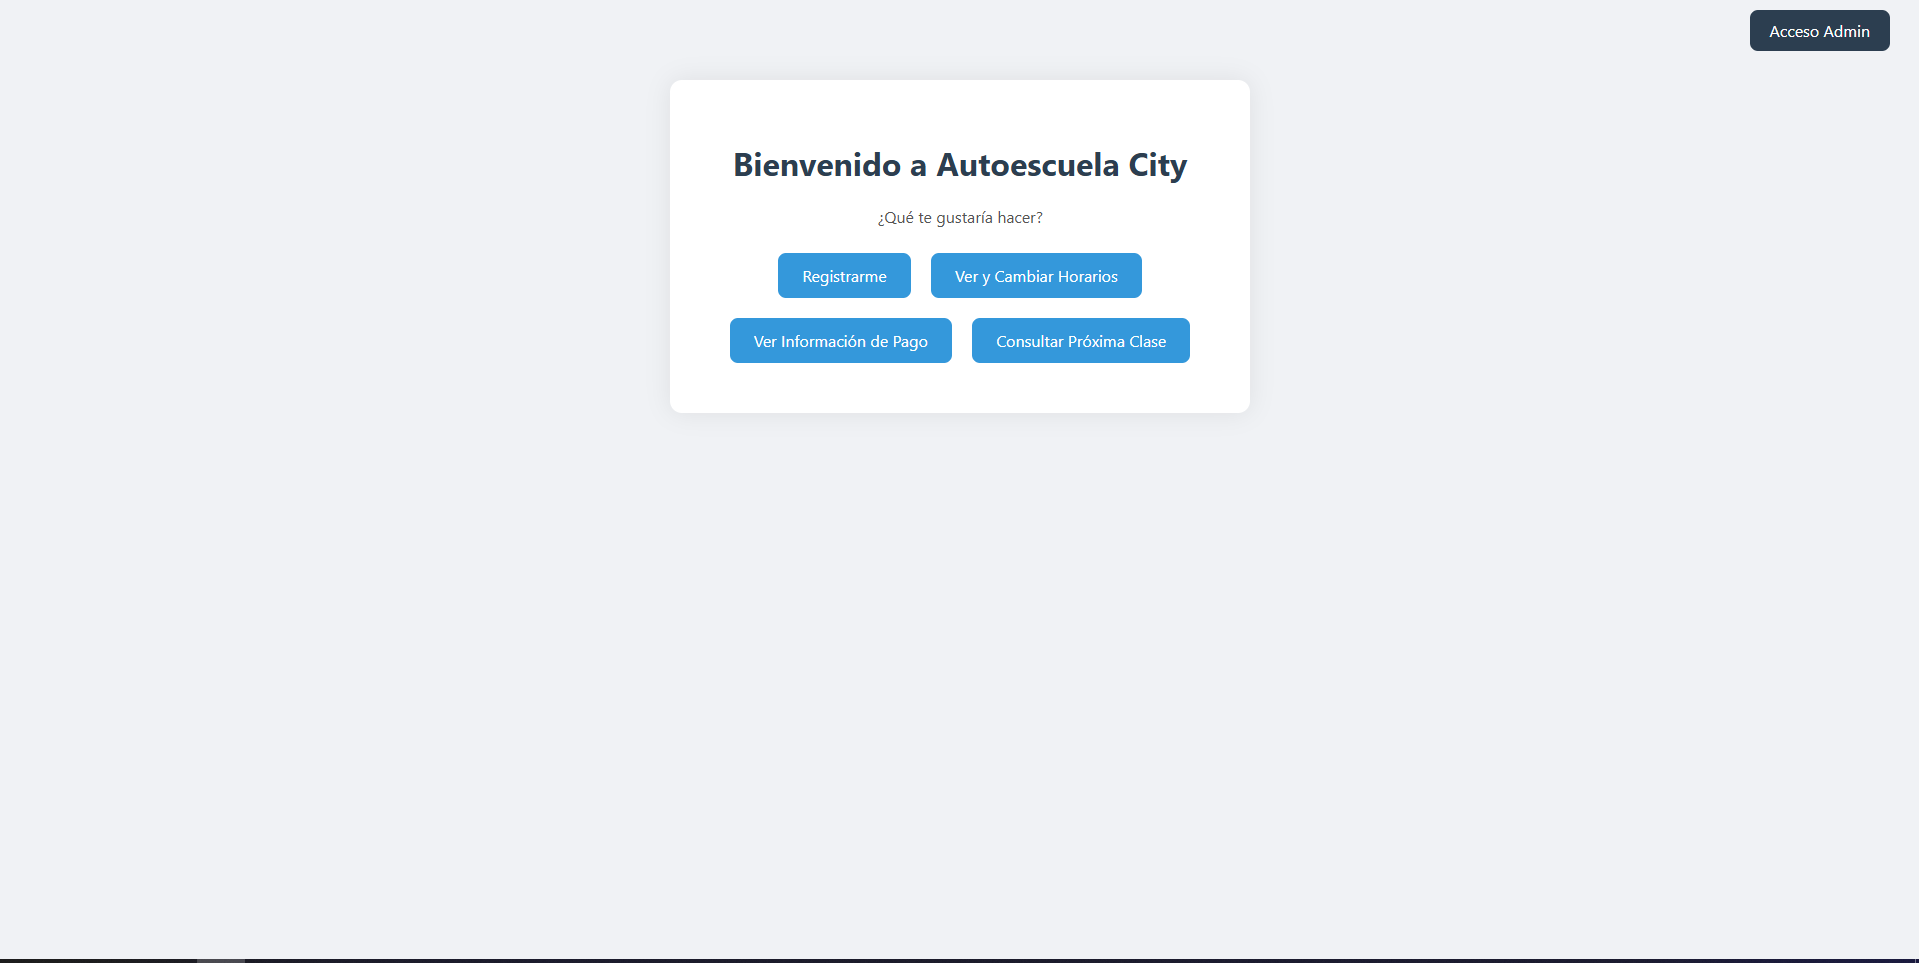 Acceso Admin
Bienvenido a Autoescuela City
¿Qué te gustaría hacer?
Registrarme
Ver y Cambiar Horarios
Ver Información de Pago
Consultar Próxima Clase